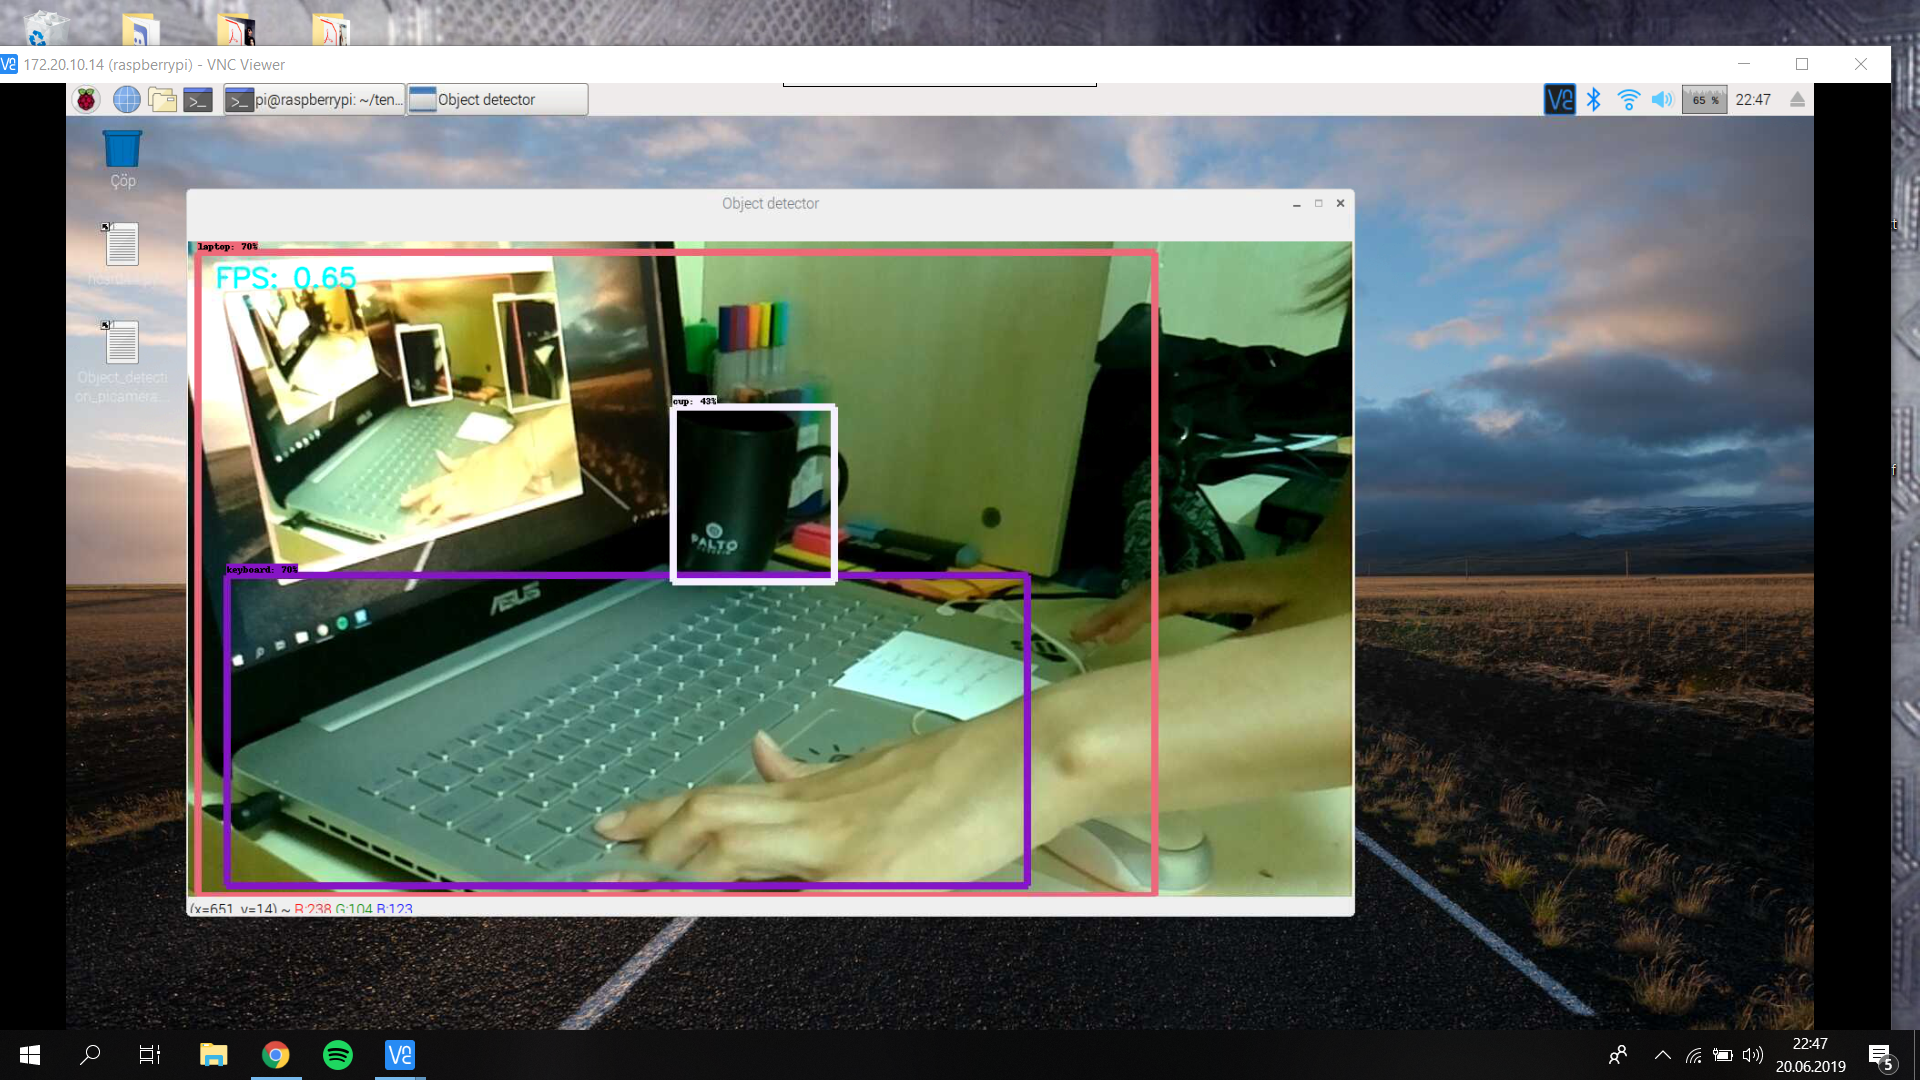 172.20.10.14 (raspberrypi) - VNC Viewer
pi@raspberrypi: ~/ten...
Object detector
65 %
22:47
Çöp
Object_detecti
on_picamera...
Object detector
laptop: 70%
FPS: 0.65
cup: 43%
PALTO
keyboard: 70%
ASUS
(x=651, y=14) ~ R:238 G:104 B:123
t
f
22:47
20.06.2019
5